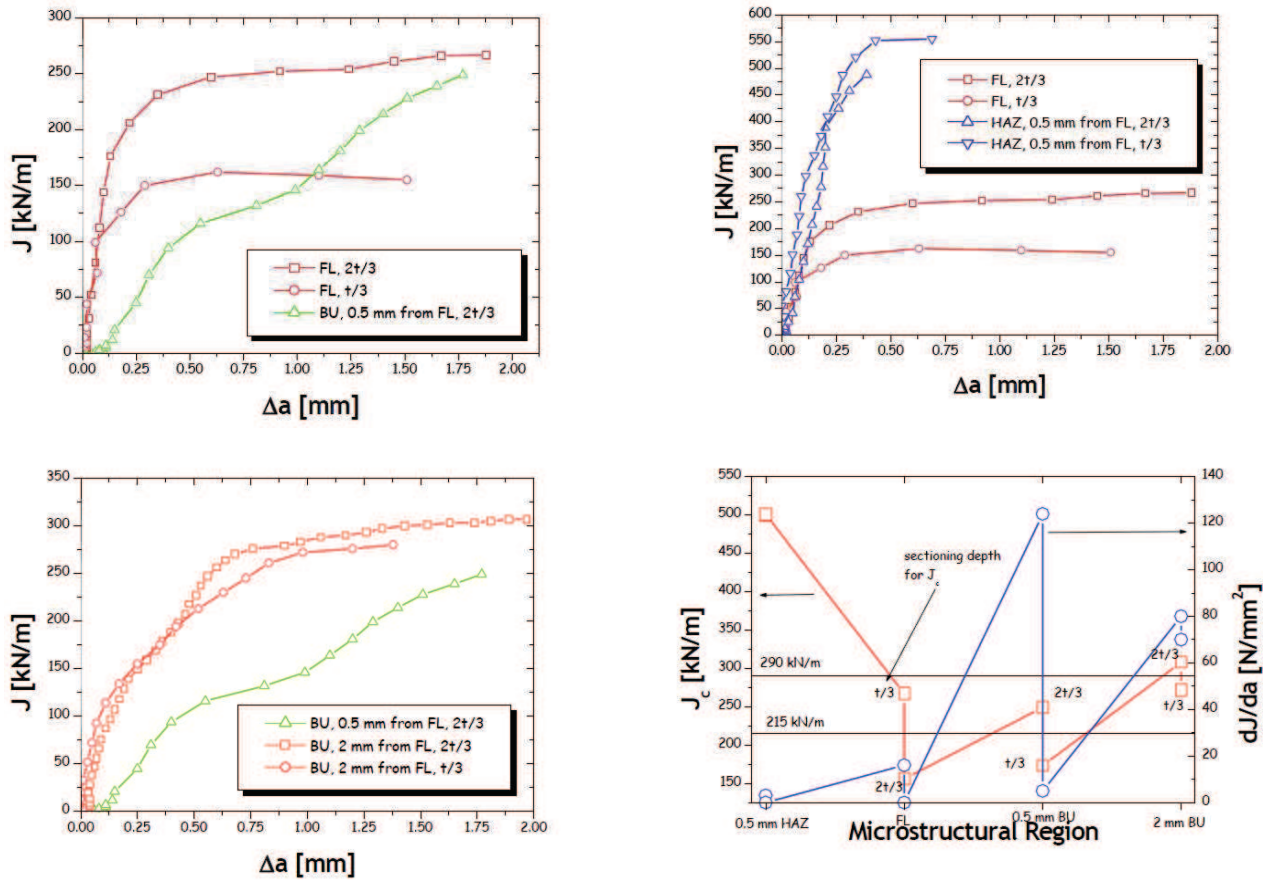 300
250
200
150
100
50
0
J [kN/m]
FL, 2t/3
FL, t/3
BU, 0.5 mm from FL, 2t/3
0.00 0.25 0.50 0.75 1.00 1.25 1.50 1.75 2.00
Δa [mm]
600
550
500
450
400
350
300
250
200
150
100
50
0
J [kN/m]
FL, 2t/3
FL, t/3
HAZ, 0.5 mm from FL, 2t/3
HAZ, 0.5 mm from FL, t/3
0.00 0.25 0.50 0.75 1.00 1.25 1.50 1.75 2.00
Δa [mm]
350
300
250
200
150
100
50
0
J [kN/m]
BU, 0.5 mm from FL, 2t/3
BU, 2 mm from FL, 2t/3
BU, 2 mm from FL, t/3
0.00 0.25 0.50 0.75 1.00 1.25 1.50 1.75 2.00
Δa [mm]
550
500
450
400
350
300
250
200
150
Jc [kN/m]
140
120
100
80
60
40
20
0
dJ/da [N/mm²]
sectioning depth
for Jc
290 kN/m
215 kN/m
t/3
2t/3
2t/3
t/3
2t/3
t/3
0.5 mm HAZ FL 0.5 mm BU 2 mm BU
Microstructural Region